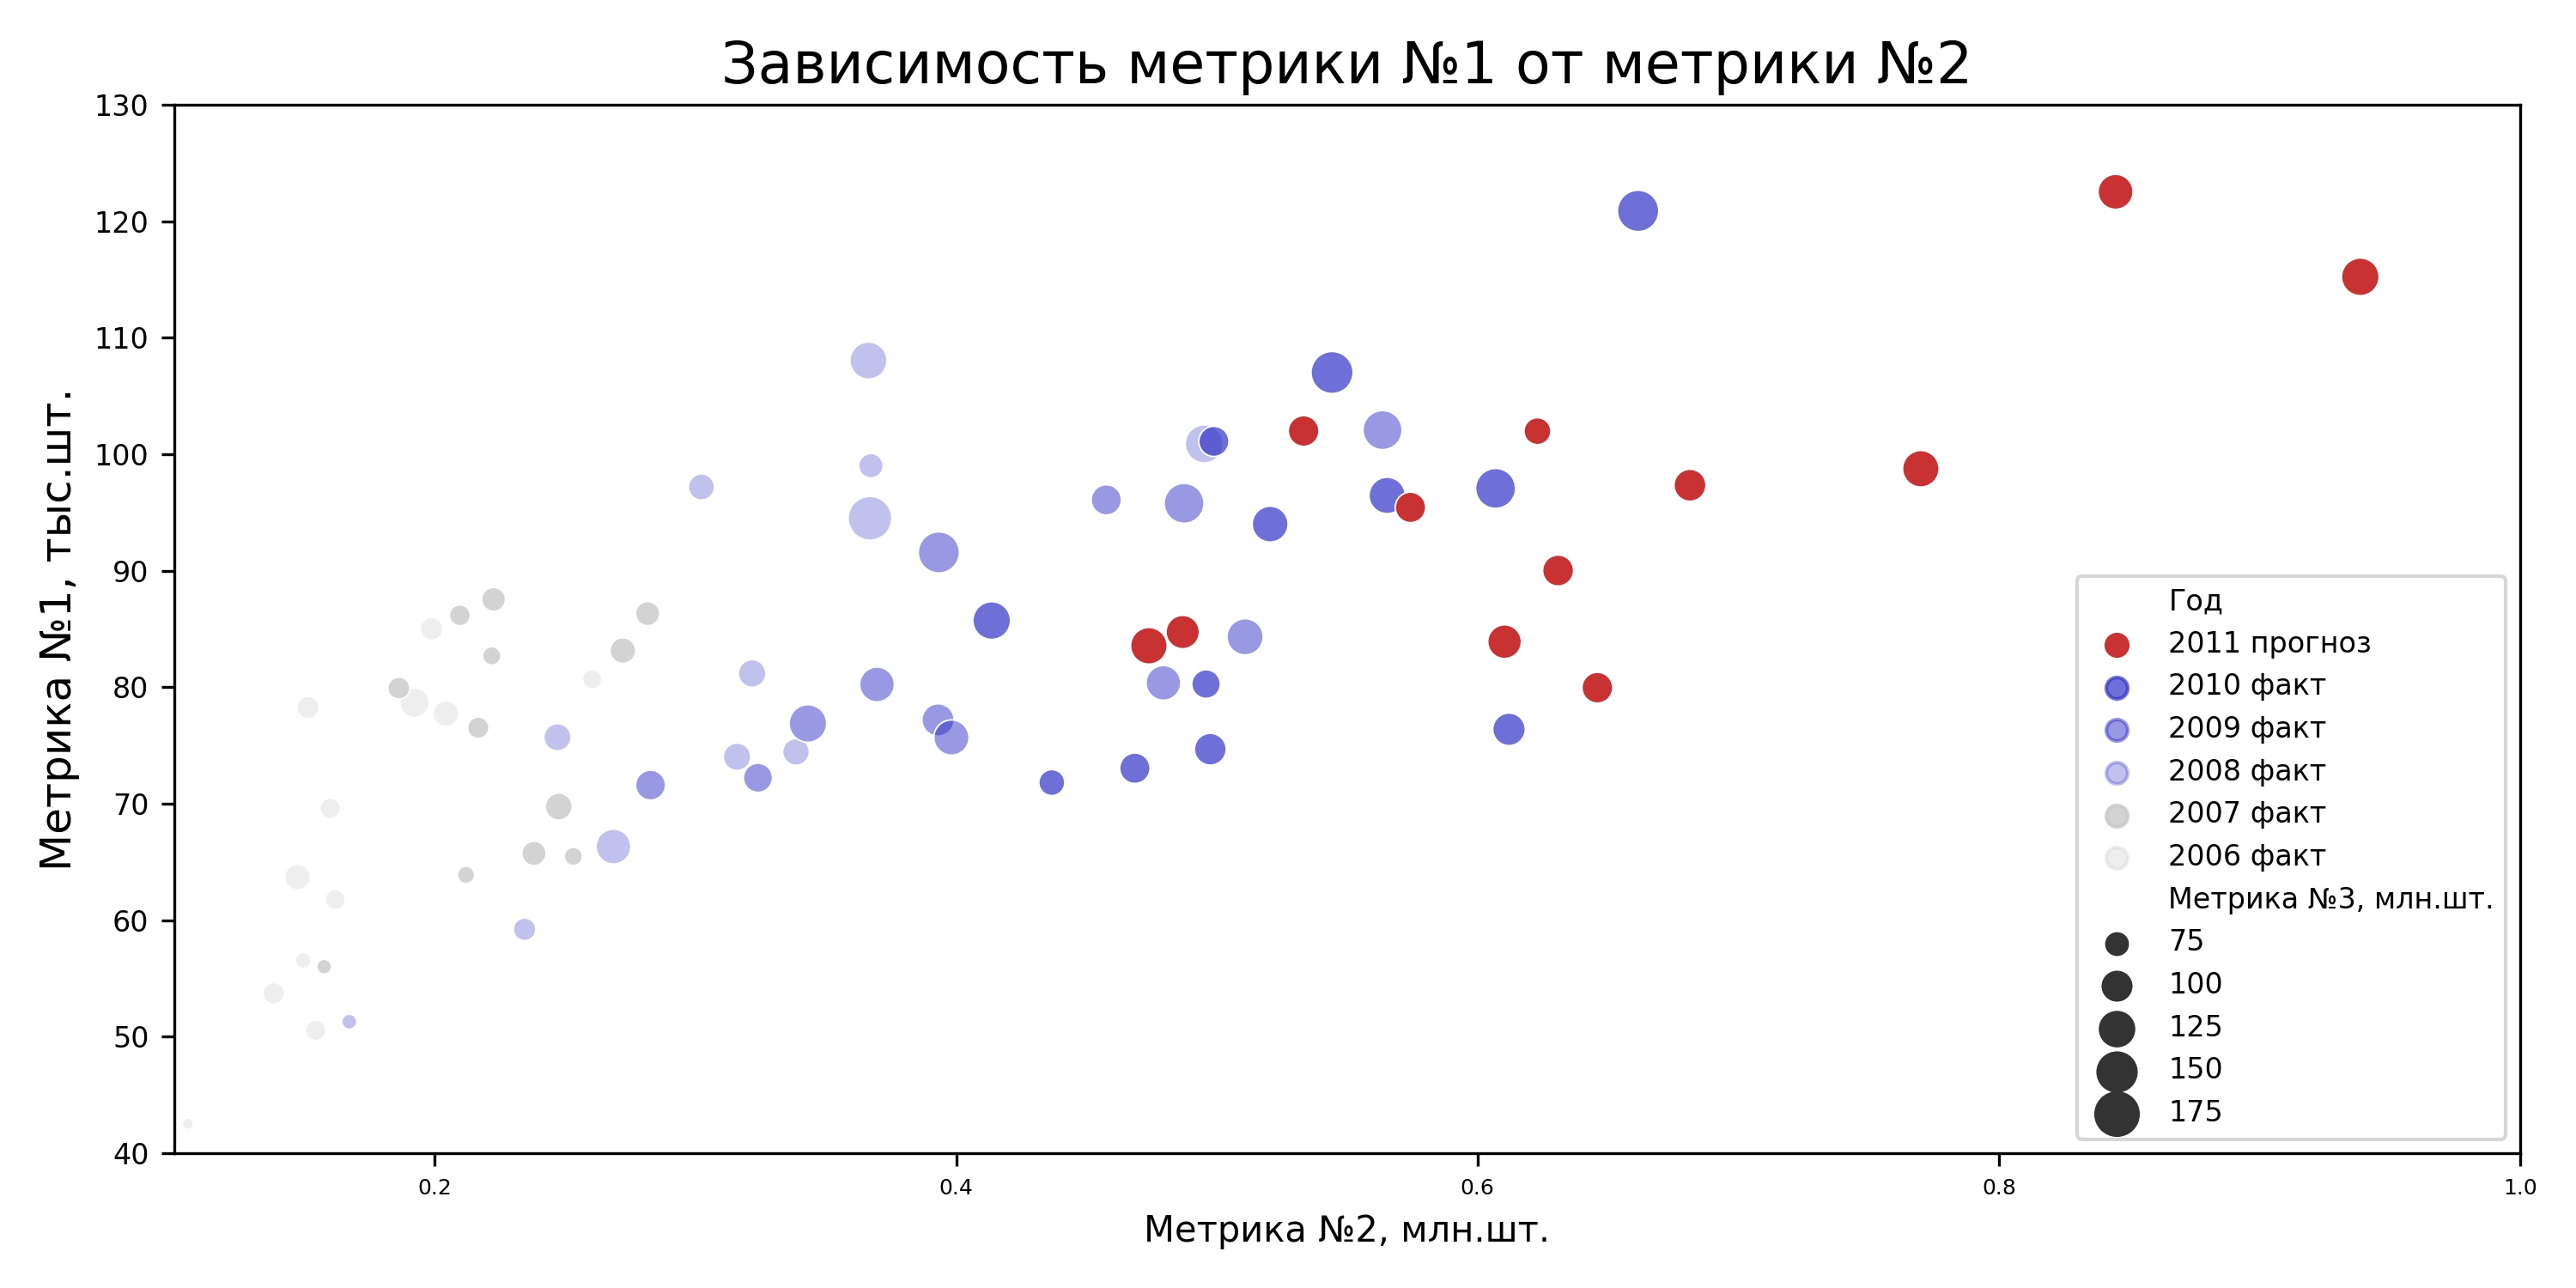 Зависимость метрики №1 от метрики №2
Метрика №1, тыс.шт.
130
120
110
100
90
80
70
60
50
40
0.2
0.4
0.6
0.8
1.0
Метрика №2, млн.шт.
Год
2011 прогноз
2010 факт
2009 факт
2008 факт
2007 факт
2006 факт
Метрика №3, млн.шт.
75
100
125
150
175